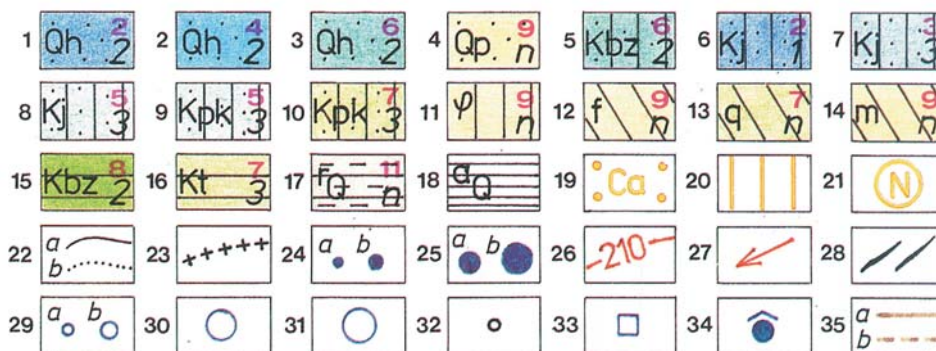 1 Qh 2 2 2 Qh 4 2 3 Qh 6 2 4 Qp 9 n 5 Kbz 6 2 6 Kj 2 1 7 Kj 3 3
8 Kj 5 3 9 Kpk 5 3 10 Kpk 7 3 11 φ 9 n 12 f 9 n 13 q 7 n 14 m 9 n
15 Kbz 8 2 16 Kt 7 3 17 fQ 11 n 18 aQ 19 Ca 20 21 N
22 a b 23 24 a b 25 a b 26 -210- 27 28
29 a b 30 31 32 33 34 35 a b